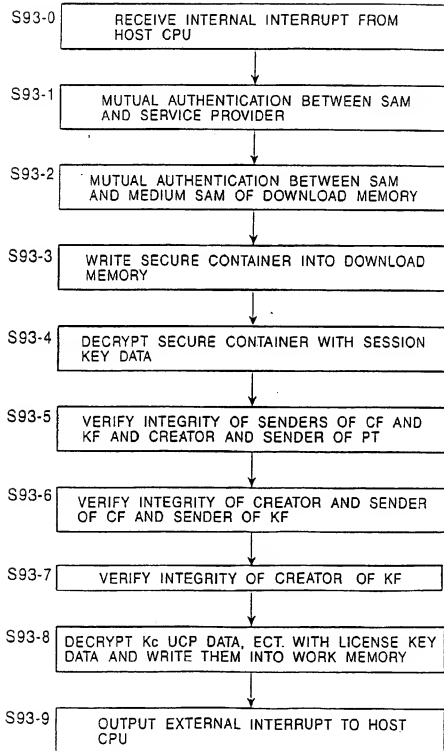 S93-0
RECEIVE INTERNAL INTERRUPT FROM
HOST CPU
S93-1
MUTUAL AUTHENTICATION BETWEEN SAM
AND SERVICE PROVIDER
S93-2
MUTUAL AUTHENTICATION BETWEEN SAM
AND MEDIUM SAM OF DOWNLOAD MEMORY
S93-3
WRITE SECURE CONTAINER INTO DOWNLOAD
MEMORY
S93-4
DECRYPT SECURE CONTAINER WITH SESSION
KEY DATA
S93-5
VERIFY INTEGRITY OF SENDERS OF CF AND
KF AND CREATOR AND SENDER OF PT
S93-6
VERIFY INTEGRITY OF CREATOR AND SENDER
OF CF AND SENDER OF KF
S93-7
VERIFY INTEGRITY OF CREATOR OF KF
S93-8
DECRYPT Kc UCP DATA, ECT. WITH LICENSE KEY
DATA AND WRITE THEM INTO WORK MEMORY
S93-9
OUTPUT EXTERNAL INTERRUPT TO HOST
CPU